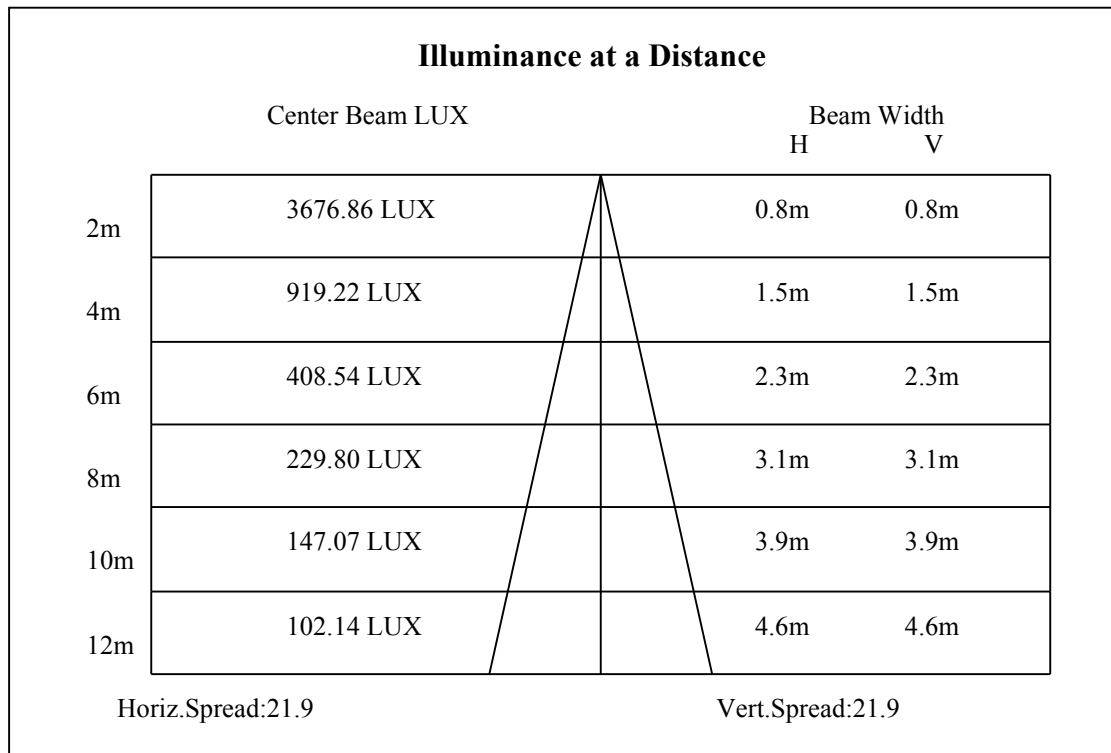 Illuminance at a Distance
Center Beam LUX Beam Width
H V
2m 3676.86 LUX 0.8m 0.8m
4m 919.22 LUX 1.5m 1.5m
6m 408.54 LUX 2.3m 2.3m
8m 229.80 LUX 3.1m 3.1m
10m 147.07 LUX 3.9m 3.9m
12m 102.14 LUX 4.6m 4.6m
Horiz.Spread:21.9 Vert.Spread:21.9